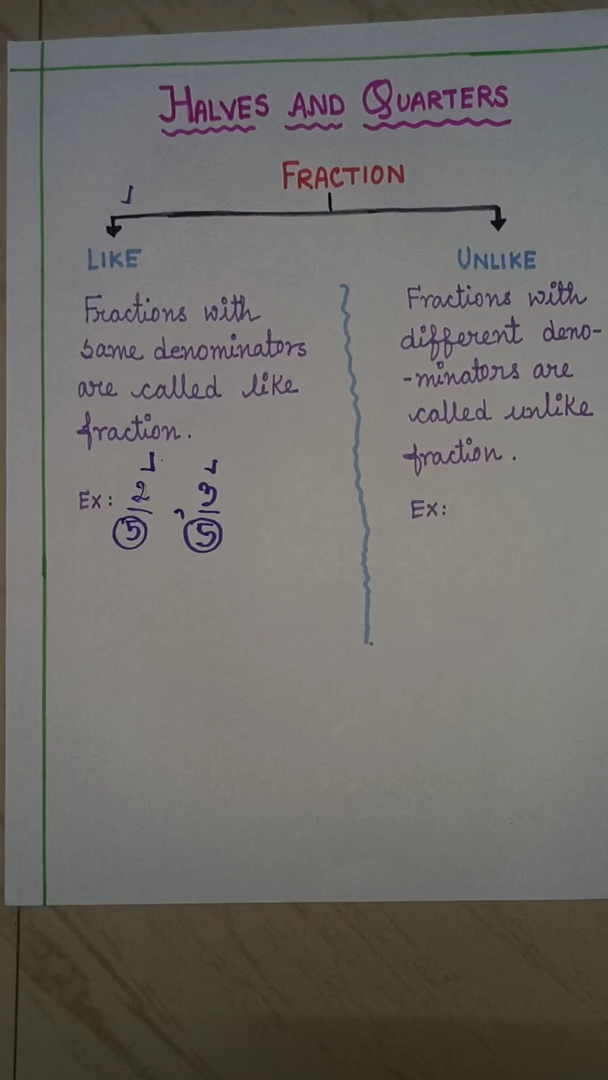 HALVES AND QUARTERS
FRACTION
LIKE
Fractions with
same denominators
are called like
fraction.
Ex: 2/5, 3/5
UNLIKE
Fractions with
different deno-
-minators are
called unlike
fraction.
Ex: